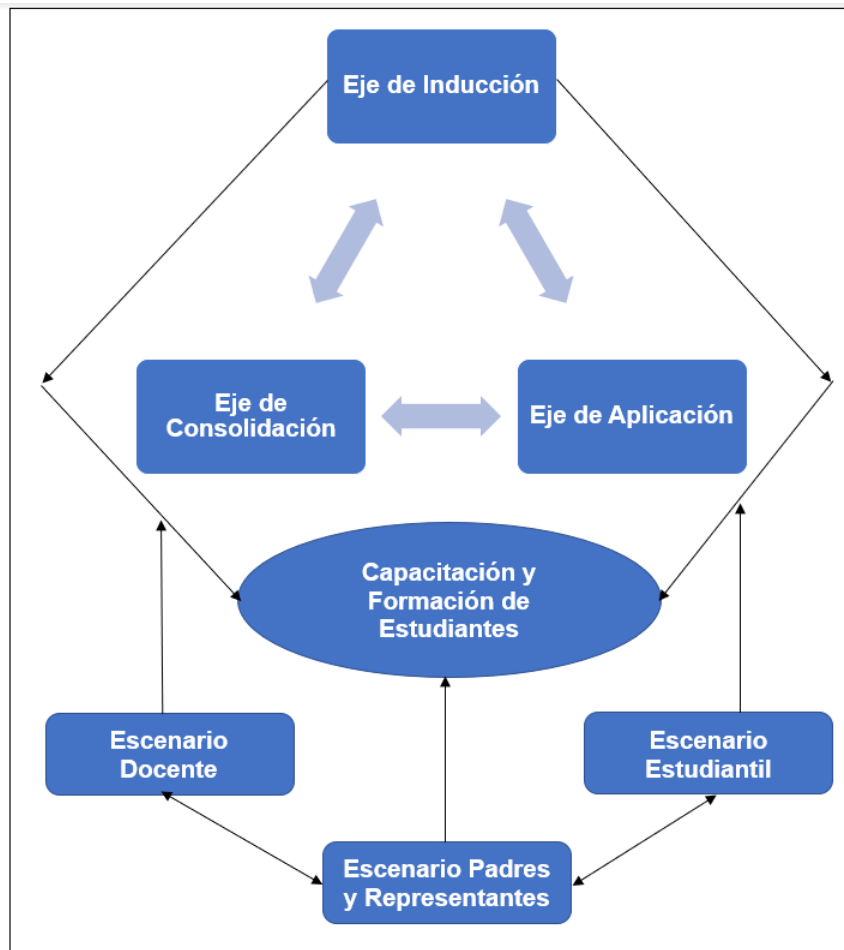 Eje de Inducción
Eje de
Consolidación
Eje de Aplicación
Capacitación y
Formación de
Estudiantes
Escenario
Docente
Escenario
Estudiantil
Escenario Padres
y Representantes